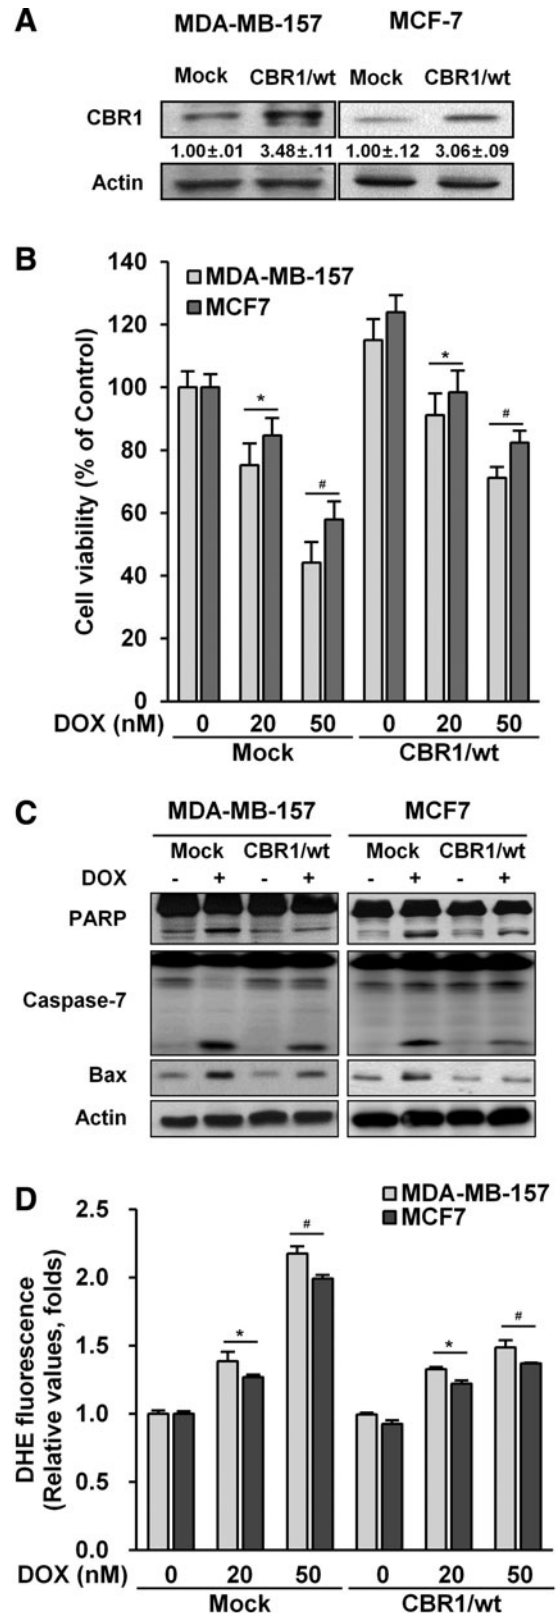 A
MDA-MB-157 MCF-7
Mock CBR1/wt Mock CBR1/wt
CBR1
1.00±.01 3.48±.11 1.00±.12 3.06±.09
Actin
B
140
MDA-MB-157
MCF7
120
100
80
60
40
20
0
Cell viability (% of Control)
* # * #
DOX (nM) 0 20 50 0 20 50
Mock CBR1/wt
C
MDA-MB-157 MCF7
Mock CBR1/wt Mock CBR1/wt
DOX - + - + - + - +
PARP
Caspase-7
Bax
Actin
D
MDA-MB-157
MCF7
2.5
2.0
1.5
1.0
0.5
0.0
DHE fluorescence
(Relative values, folds)
* # * #
DOX (nM) 0 20 50 0 20 50
Mock CBR1/wt